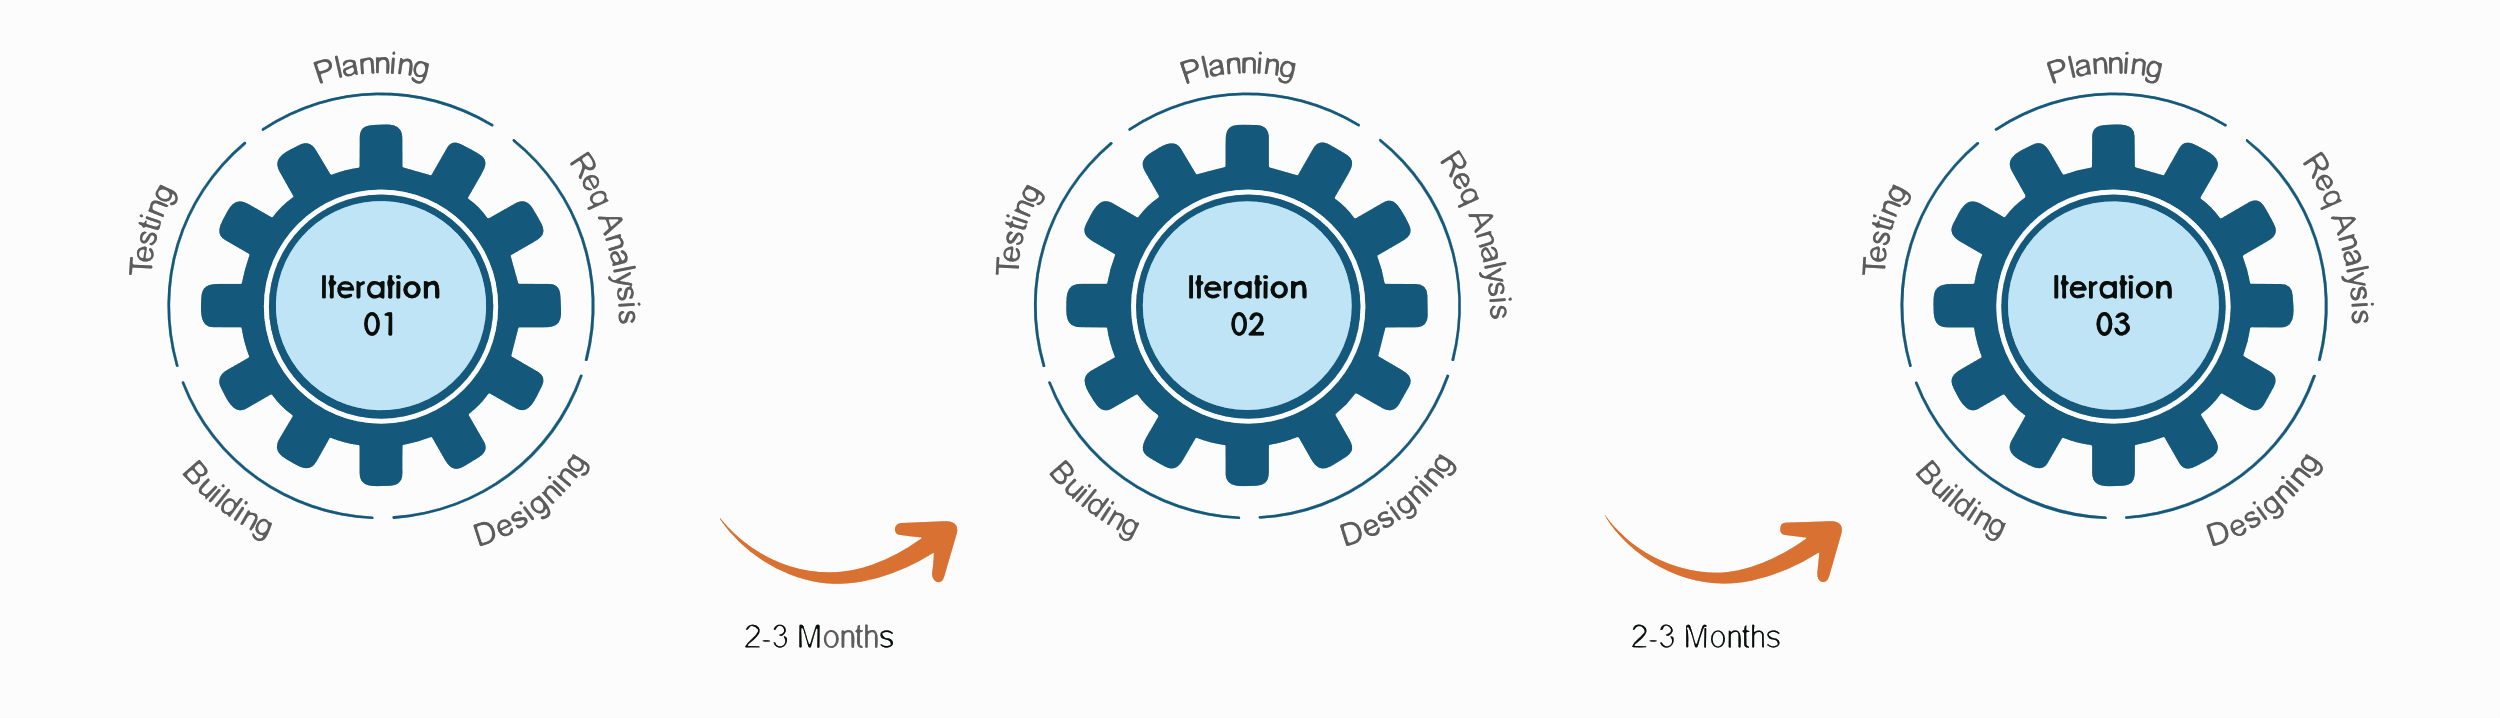 Planning
Req Analysis
Designing
Building
Testing
Iteration
01
2-3 Months
Planning
Req Analysis
Designing
Building
Testing
Iteration
02
2-3 Months
Planning
Req Analysis
Designing
Building
Testing
Iteration
03